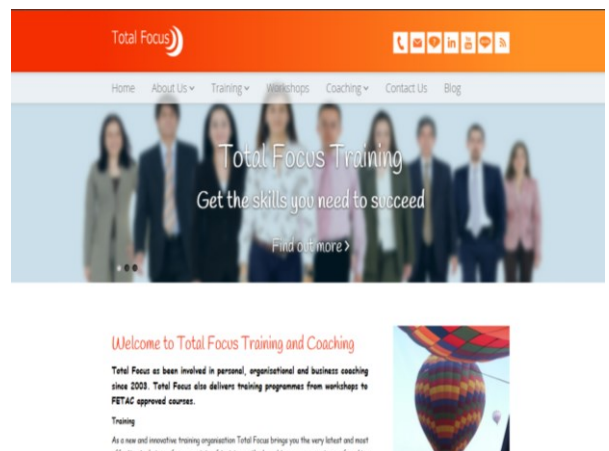 Total Focus
Home About Us Training Workshops Coaching Contact Us Blog
Total Focus Training
Get the skills you need to succeed
Find out more >
Welcome to Total Focus Training and Coaching
Total Focus as been involved in personal, organisational and business coaching
since 2003. Total Focus also delivers training programmes from workshops to
FETAC approved courses.
Training
As a new and innovative training organisation Total Focus brings you the very latest and most